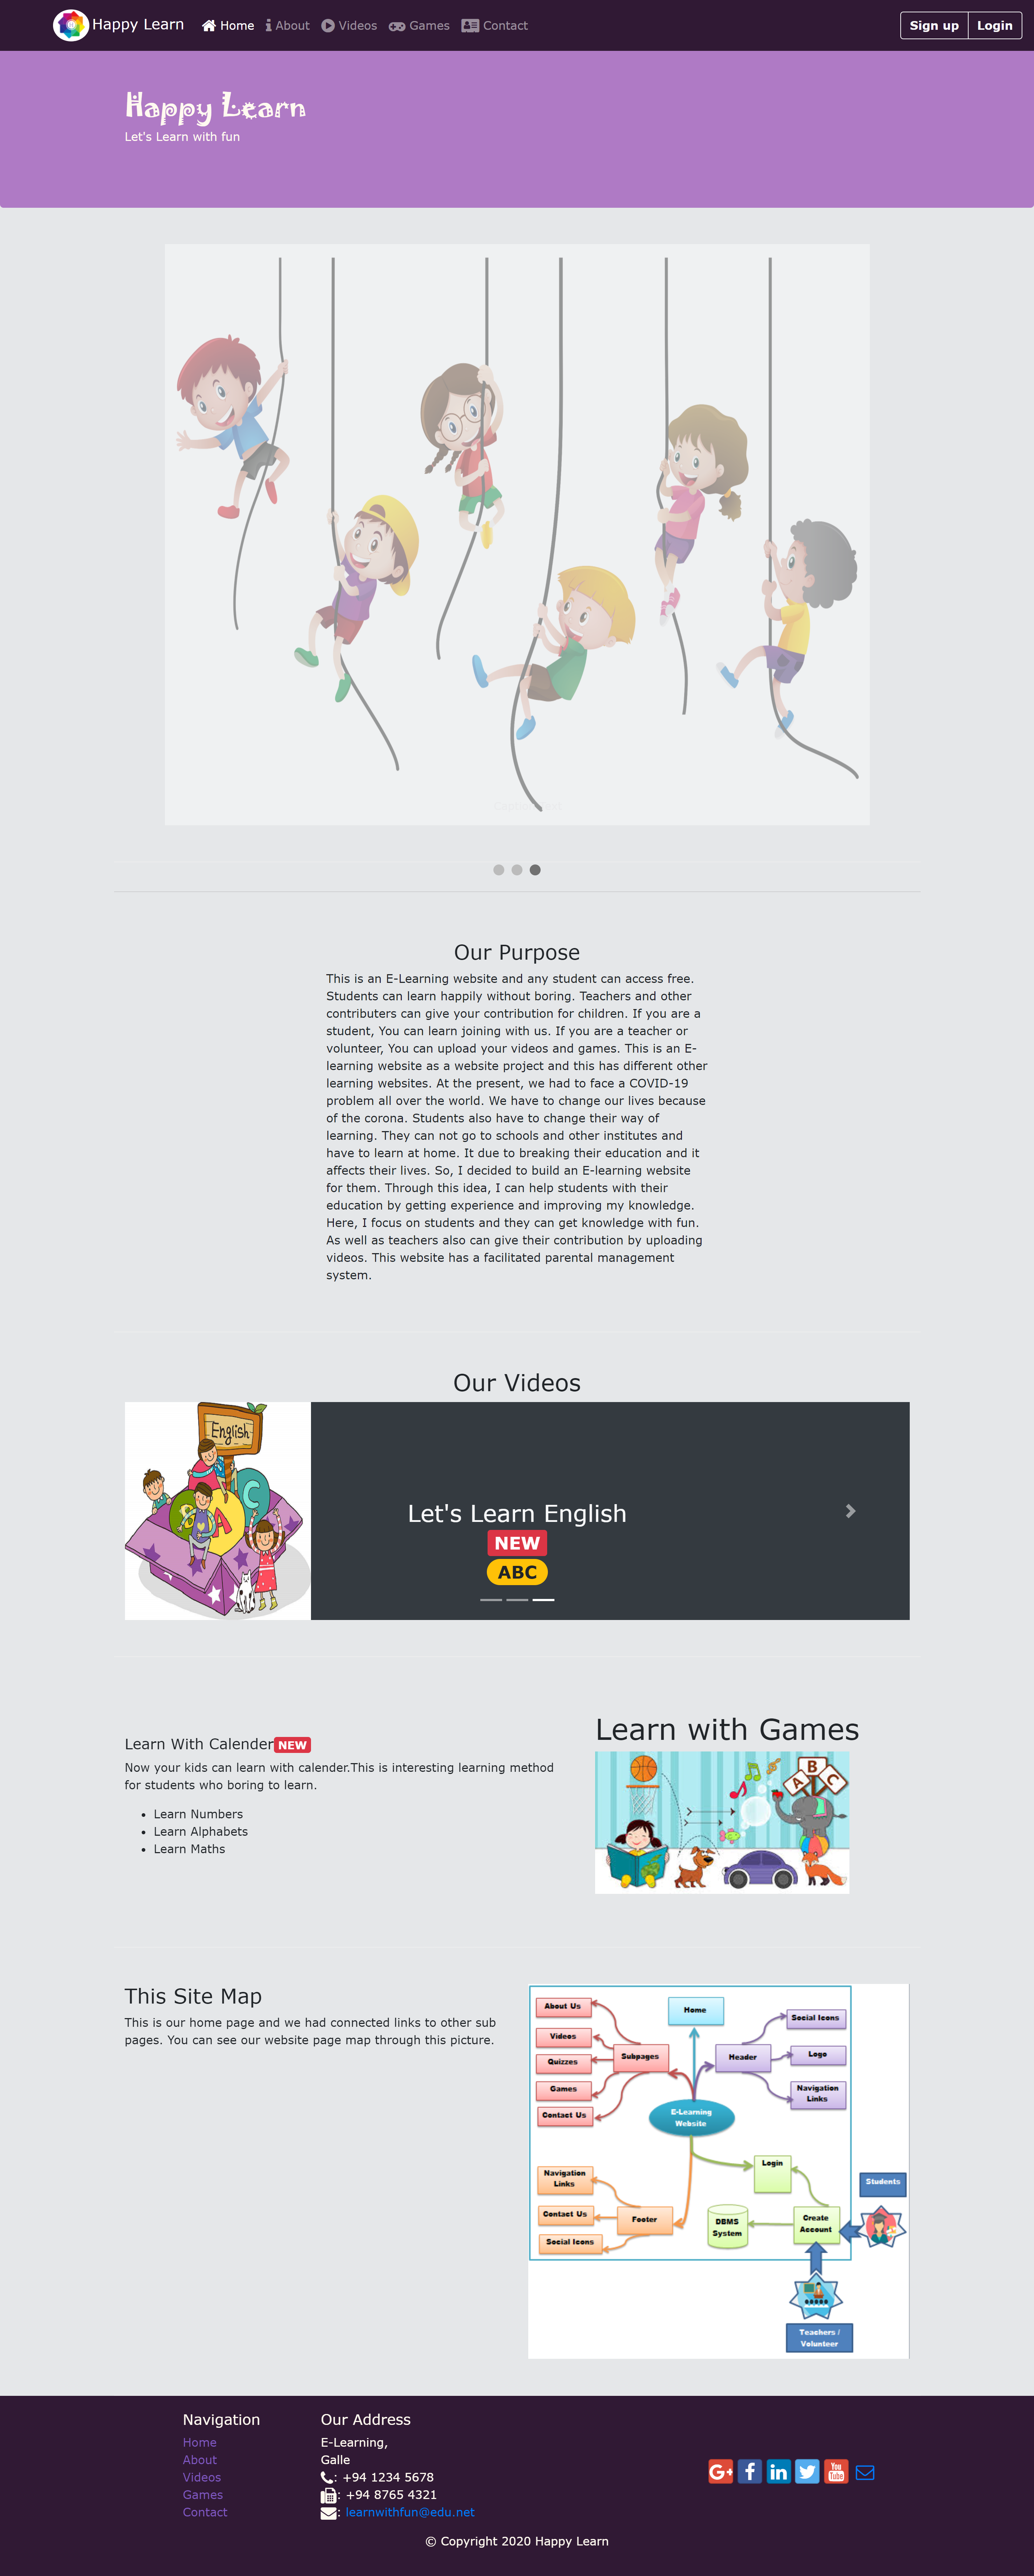 Happy Learn
Home
About
Videos
Games
Contact
Sign up
Login
Happy Learn
Let's Learn with fun
Our Purpose
This is an E-Learning website and any student can access free.
Students can learn happily without boring. Teachers and other
contributers can give your contribution for children. If you are a
student, You can learn joining with us. If you are a teacher or
volunteer, You can upload your videos and games. This is an E-
learning website as a website project and this has different other
learning websites. At the present, we had to face a COVID-19
problem all over the world. We have to change our lives because
of the corona. Students also have to change their way of
learning. They can not go to schools and other institutes and
have to learn at home. It due to breaking their education and it
affects their lives. So, I decided to build an E-learning website
for them. Through this idea, I can help students with their
education by getting experience and improving my knowledge.
Here, I focus on students and they can get knowledge with fun.
As well as teachers also can give their contribution by uploading
videos. This website has a facilitated parental management
system.
Our Videos
English
A
C
Let's Learn English
NEW
ABC
Learn With Calender NEW
Now your kids can learn with calender.This is interesting learning method
for students who boring to learn.
• Learn Numbers
• Learn Alphabets
• Learn Maths
Learn with Games
A B C
This Site Map
This is our home page and we had connected links to other sub
pages. You can see our website page map through this picture.
About Us
Videos
Quizzes
Games
Contact Us
Subpages
Home
Header
Social Icons
Logo
Navigation
Links
E-Learning
Website
Login
Navigation
Links
Contact Us
Social Icons
Footer
DBMS
System
Create
Account
Students
Teachers /
Volunteer
Navigation
Home
About
Videos
Games
Contact
Our Address
E-Learning,
Galle
: +94 1234 5678
: +94 8765 4321
: learnwithfun@edu.net
G+
f
in
You
Tube
© Copyright 2020 Happy Learn